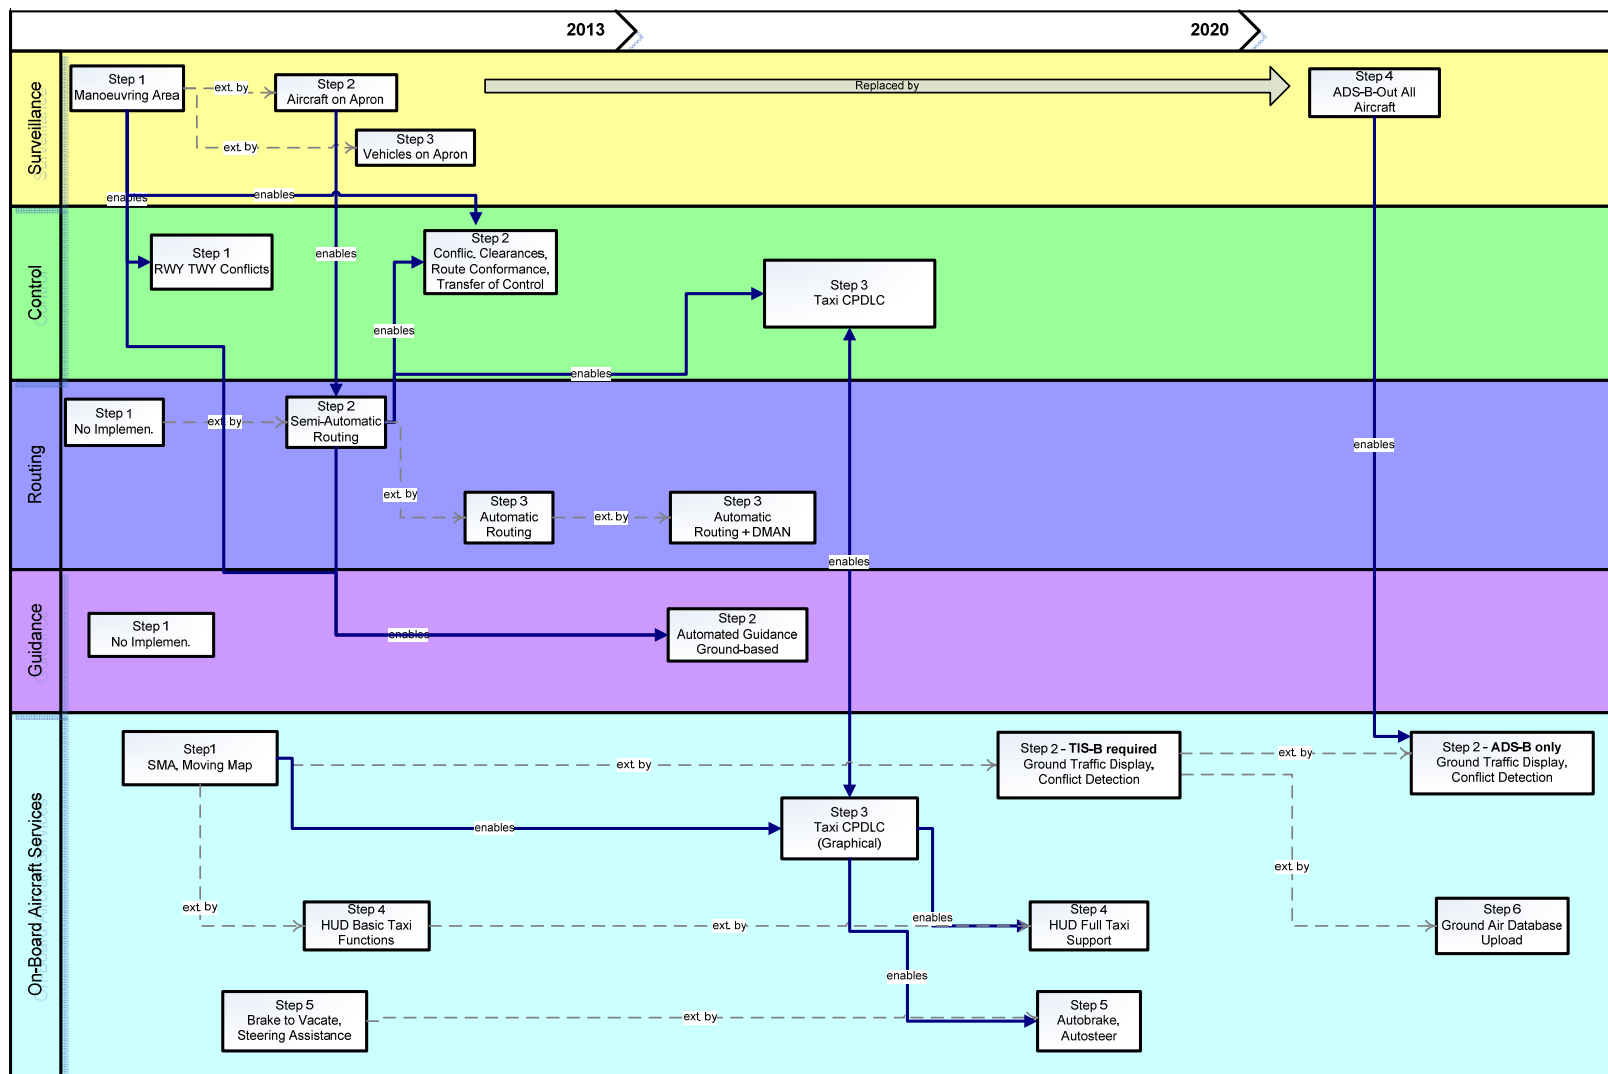 2013
2020
Surveillance
Step 1
Manoeuvring Area
ext. by
Step 2
Aircraft on Apron
Replaced by
Step 4
ADS-B-Out All
Aircraft
ext. by
Step 3
Vehicles on Apron
enables
enables
Control
Step 1
RWY TWY Conflicts
enables
Step 2
Conflic. Clearances,
Route Conformance,
Transfer of Control
Step 3
Taxi CPDLC
enables
enables
Routing
Step 1
No Implemen.
ext. by
Step 2
Semi-Automatic
Routing
enables
ext. by
Step 3
Automatic
Routing
ext. by
Step 3
Automatic
Routing + DMAN
enables
Guidance
Step 1
No Implemen.
enables
Step 2
Automated Guidance
Ground-based
On-Board Aircraft Services
Step1
SMA, Moving Map
ext. by
Step 2 - TIS-B required
Ground Traffic Display,
Conflict Detection
ext. by
Step 2 - ADS-B only
Ground Traffic Display,
Conflict Detection
enables
Step 3
Taxi CPDLC
(Graphical)
ext. by
ext. by
Step 4
HUD Basic Taxi
Functions
ext. by
enables
Step 4
HUD Full Taxi
Support
Step 6
Ground Air Database
Upload
enables
Step 5
Brake to Vacate,
Steering Assistance
ext. by
Step 5
Autobrake,
Autosteer